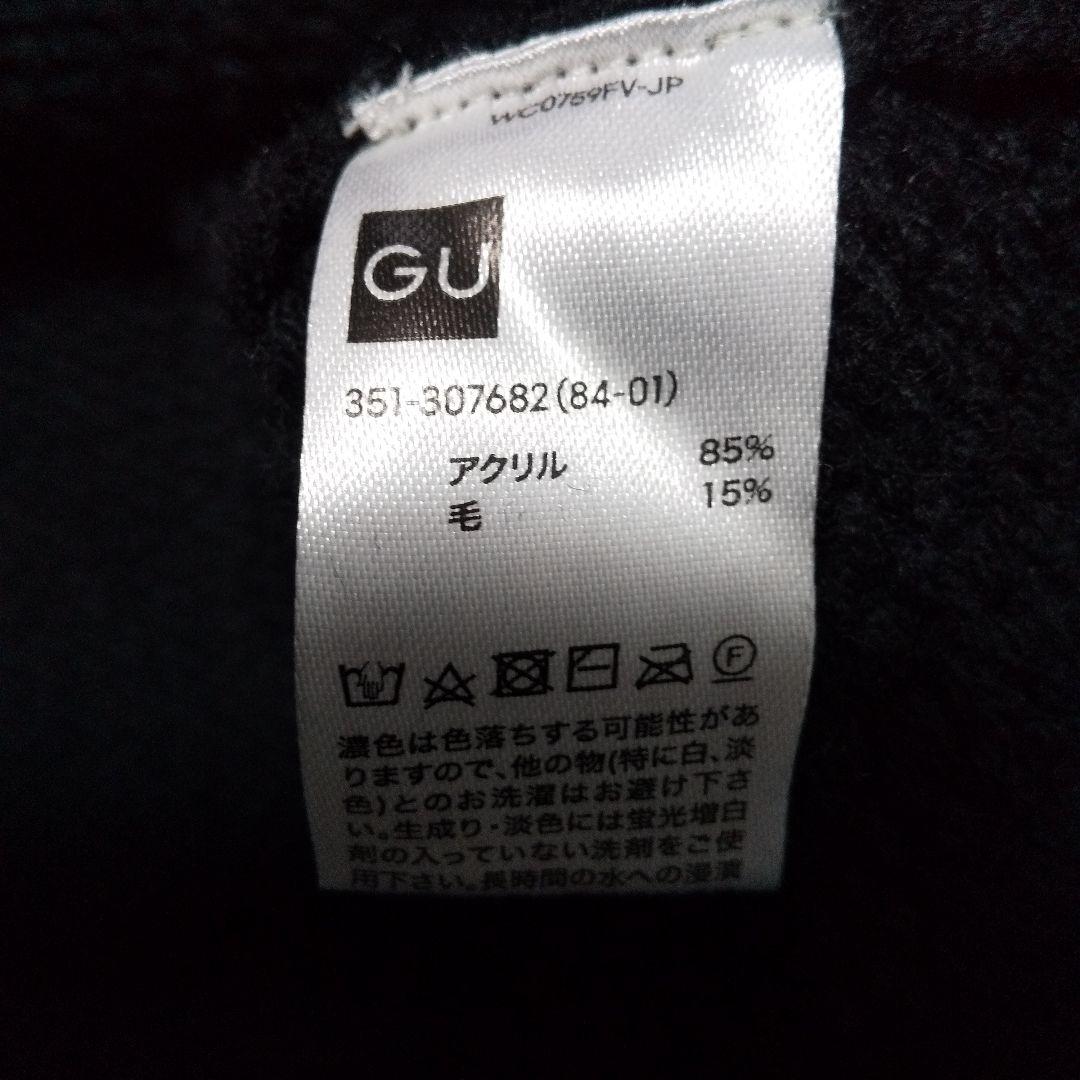 WC0759FV-JP
GU
351-307682(84-01)
アクリル 85%
毛 15%
F
濃色は色落ちする可能性があ
りますので、他の物(特に白、淡
色)とのお洗濯はお避け下さ
い。生成り・淡色には蛍光増白
剤の入っていない洗剤をご使
用下さい。長時間の水への浸漬